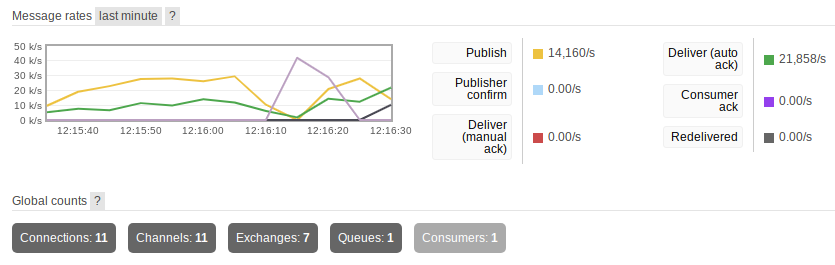 Message rates last minute ?
50 k/s
40 k/s
30 k/s
20 k/s
10 k/s
0 k/s
12:15:40 12:15:50 12:16:00 12:16:10 12:16:20 12:16:30
Publish 14,160/s
Publisher
confirm 0.00/s
Deliver
(manual
ack) 0.00/s
Deliver (auto
ack) 21,858/s
Consumer
ack 0.00/s
Redelivered 0.00/s
Global counts ?
Connections: 11 Channels: 11 Exchanges: 7 Queues: 1 Consumers: 1